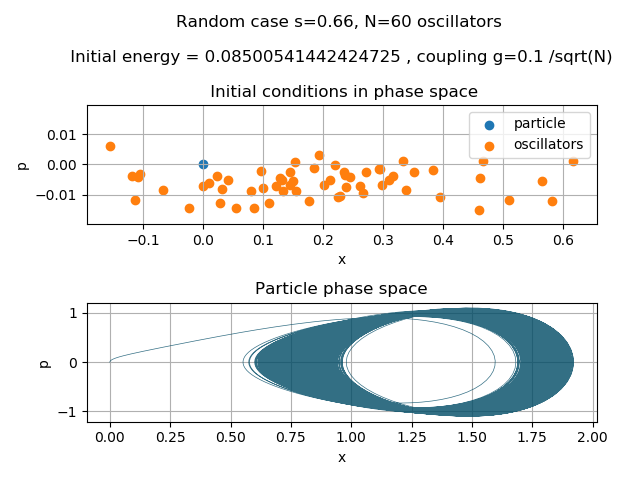 Random case s=0.66, N=60 oscillators
Initial energy = 0.08500541442424725 , coupling g=0.1 /sqrt(N)
Initial conditions in phase space
particle
oscillators
p
0.01
0.00
−0.01
−0.1 0.0 0.1 0.2 0.3 0.4 0.5 0.6
x
Particle phase space
p
1
0
−1
0.00 0.25 0.50 0.75 1.00 1.25 1.50 1.75 2.00
x